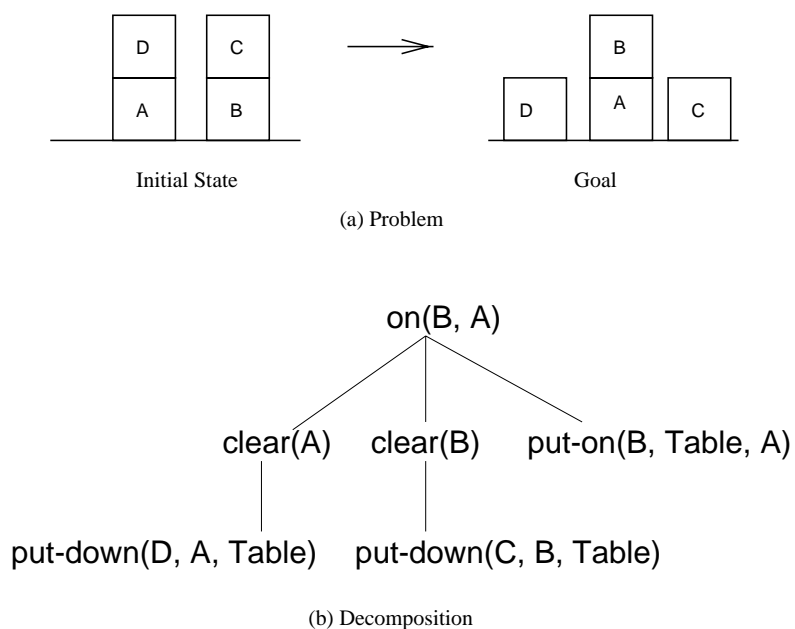 D C B
A B D A C
Initial State Goal
(a) Problem
on(B, A)
clear(A) clear(B) put-on(B, Table, A)
put-down(D, A, Table) put-down(C, B, Table)
(b) Decomposition